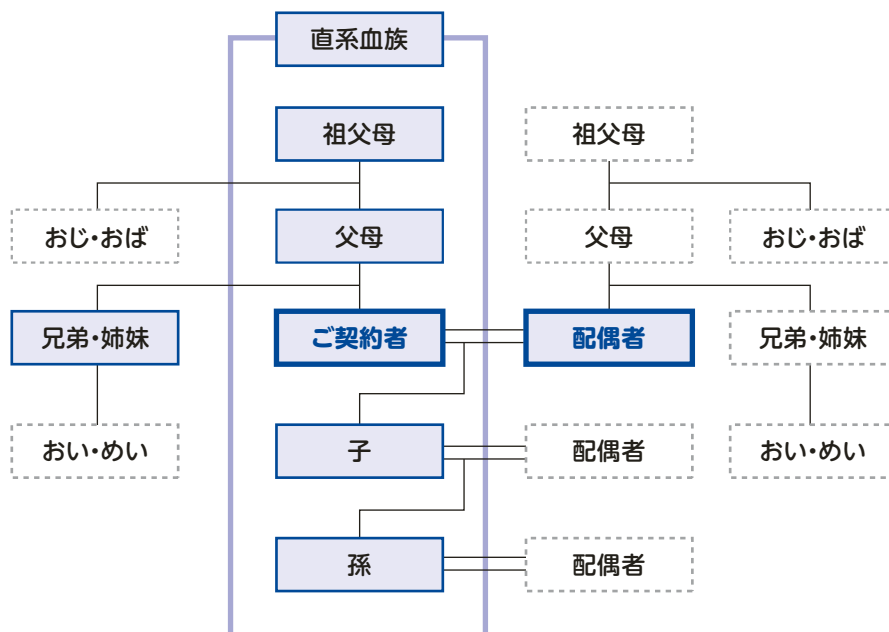 直系血族
祖父母
祖父母
おじ・おば
父母
父母
おじ・おば
兄弟・姉妹
ご契約者
配偶者
兄弟・姉妹
おい・めい
子
配偶者
おい・めい
孫
配偶者